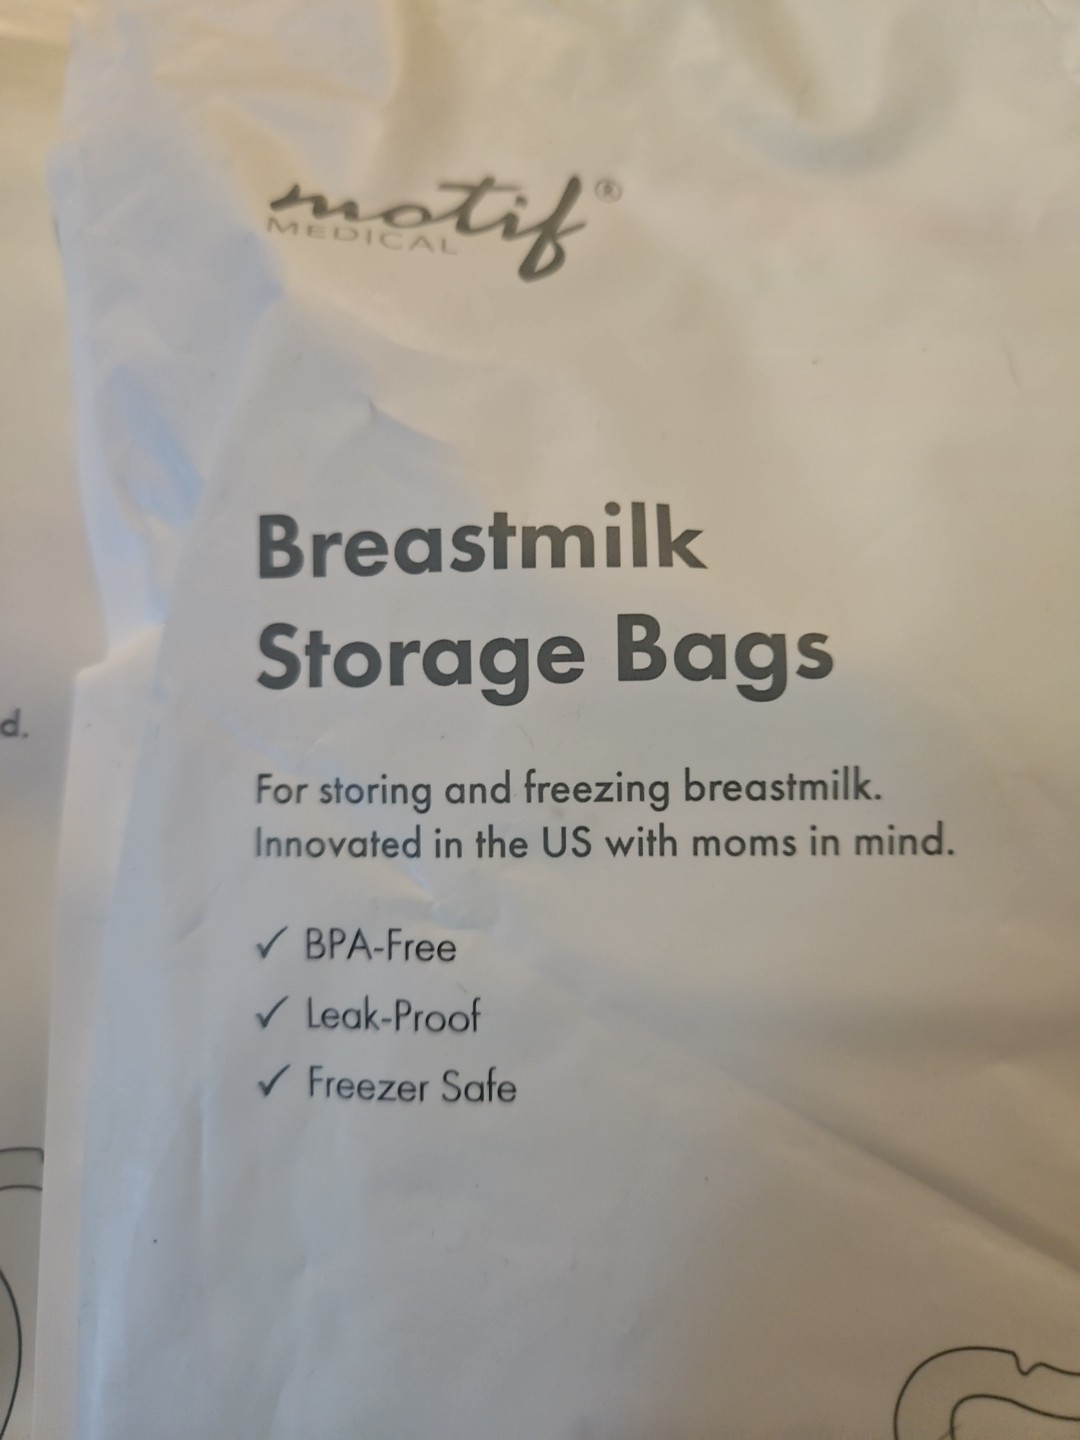 motif®
MEDICAL
Breastmilk
Storage Bags
d.
For storing and freezing breastmilk.
Innovated in the US with moms in mind.
✓ BPA-Free
✓ Leak-Proof
✓ Freezer Safe